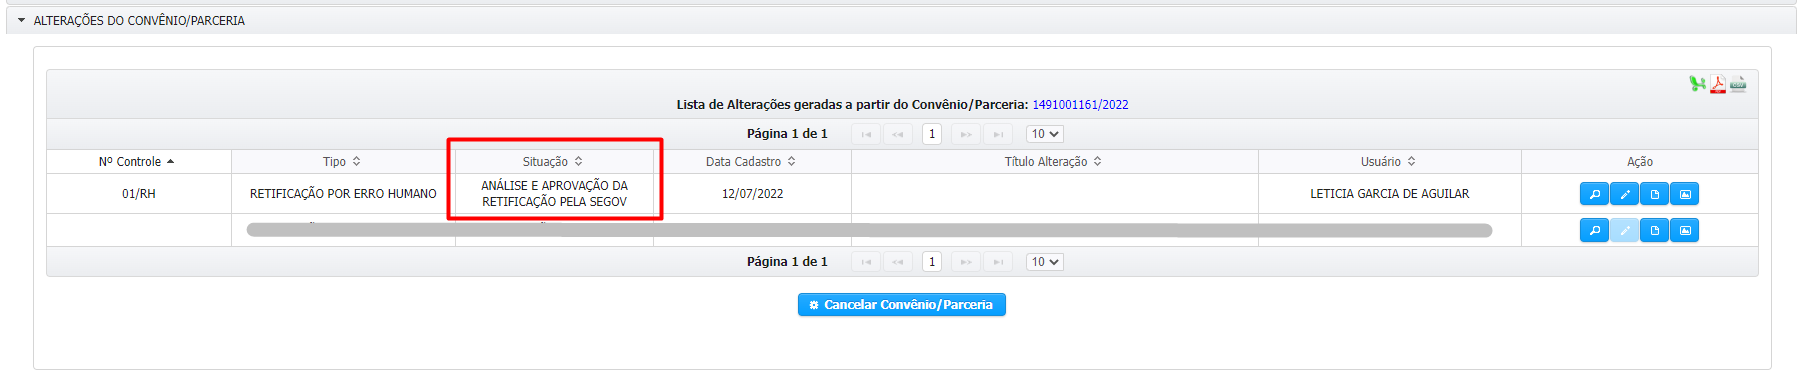 ALTERAÇÕES DO CONVÊNIO/PARCERIA
Lista de Alterações geradas a partir do Convênio/Parceria: 1491001161/2022
Página 1 de 1 1 10
Nº Controle Tipo Situação Data Cadastro Título Alteração Usuário Ação
01/RH RETIFICAÇÃO POR ERRO HUMANO ANÁLISE E APROVAÇÃO DA RETIFICAÇÃO PELA SEGOV 12/07/2022 LETICIA GARCIA DE AGUILAR
Página 1 de 1 1 10
Cancelar Convênio/Parceria